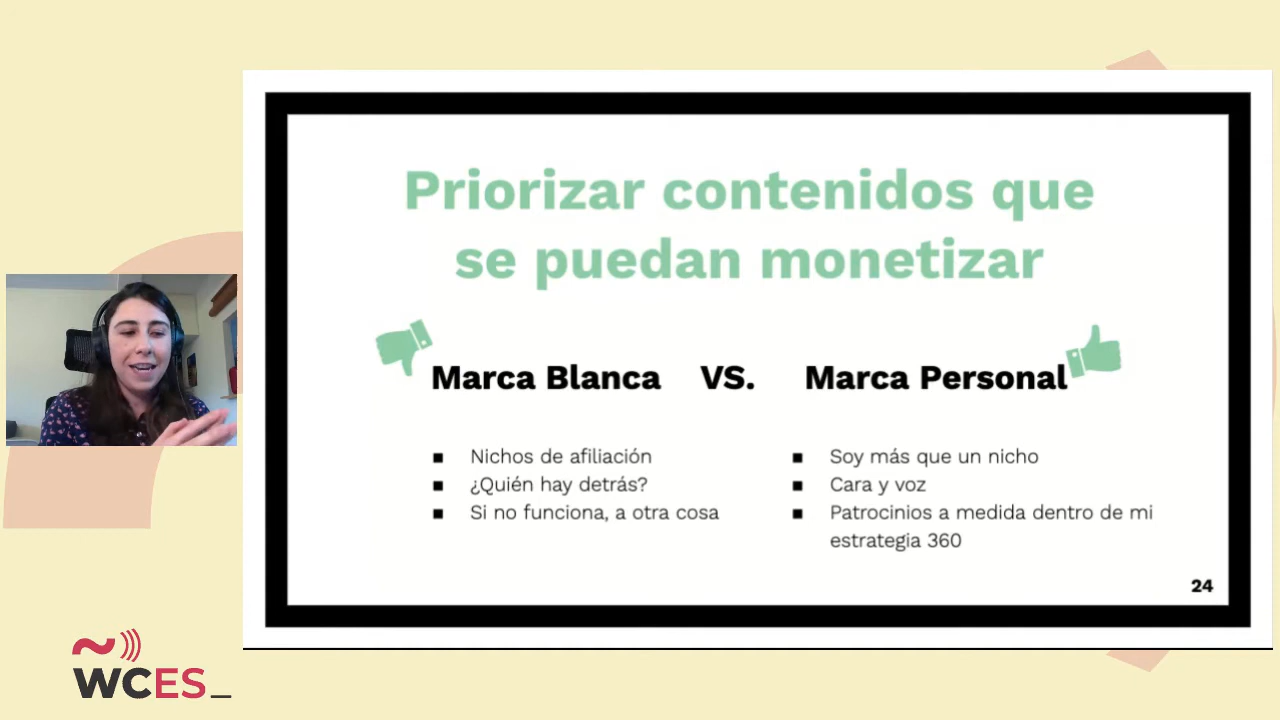 Priorizar contenidos que
se puedan monetizar
Marca Blanca VS. Marca Personal
■ Nichos de afiliación
■ ¿Quién hay detrás?
■ Si no funciona, a otra cosa
■ Soy más que un nicho
■ Cara y voz
■ Patrocinios a medida dentro de mi
estrategia 360
24
WCES_